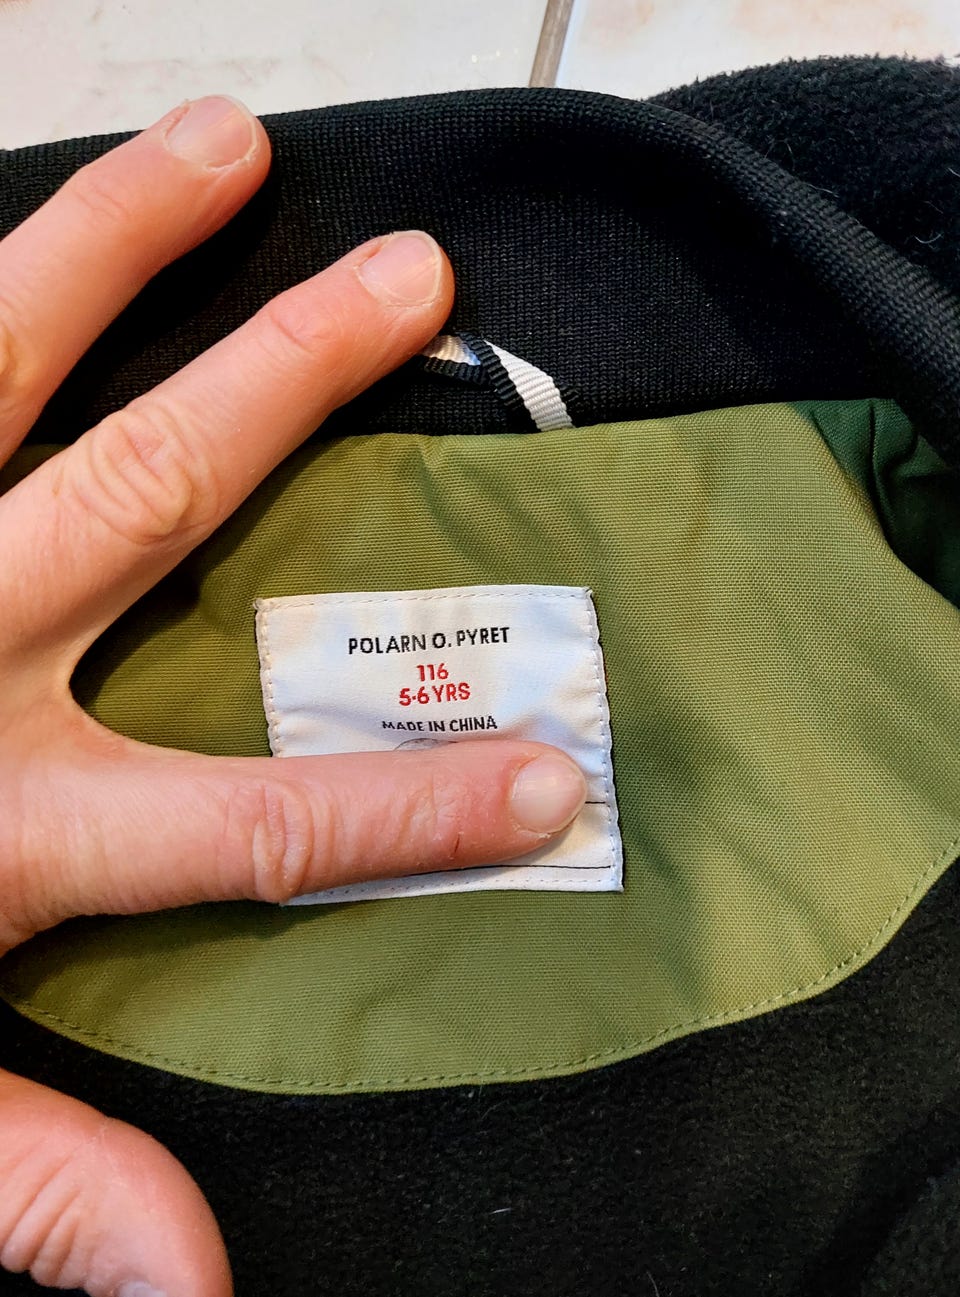 POLARN O. PYRET
116
5-6 YRS
MADE IN CHINA